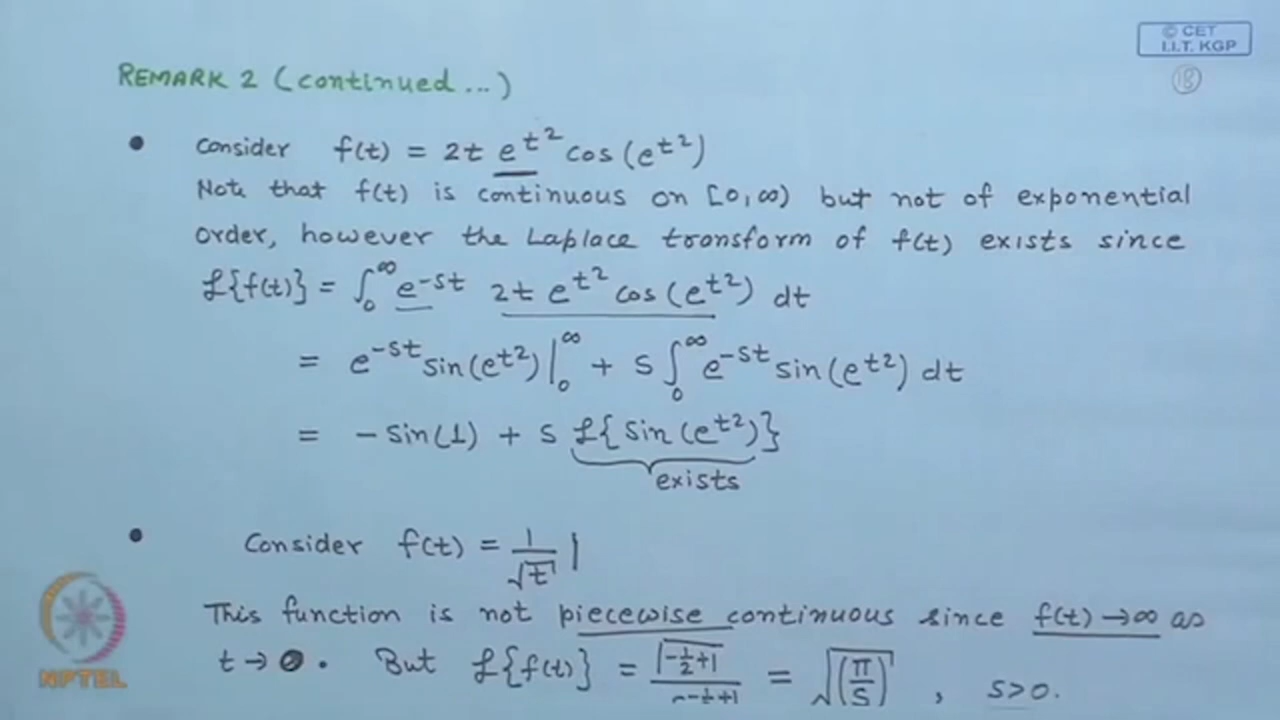 © CET
I.I.T. KGP
18
REMARK 2 (continued...)
• Consider f(t) = 2t e^{t^2} cos(e^{t^2})
Note that f(t) is continuous on [0,∞) but not of exponential
order, however the Laplace transform of f(t) exists since
ℒ{f(t)} = ∫_0^∞ e^{-st} 2t e^{t^2} cos(e^{t^2}) dt
= e^{-st} sin(e^{t^2}) |_0^∞ + s ∫_0^∞ e^{-st} sin(e^{t^2}) dt
= - sin(1) + s ℒ{sin(e^{t^2})}
exists
• Consider f(t) = 1/√t
This function is not piecewise continuous since f(t) → ∞ as
t → 0. But ℒ{f(t)} = Γ(-1/2+1) / s^{-1/2+1} = √(π/s), s>0.
NPTEL